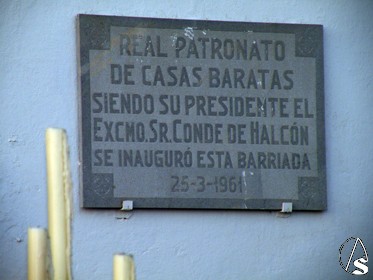 REAL PATRONATO
DE CASAS BARATAS
SIENDO SU PRESIDENTE EL
EXCMO. SR. CONDE DE HALCÓN
SE INAUGURÓ ESTA BARRIADA
25-3-1961